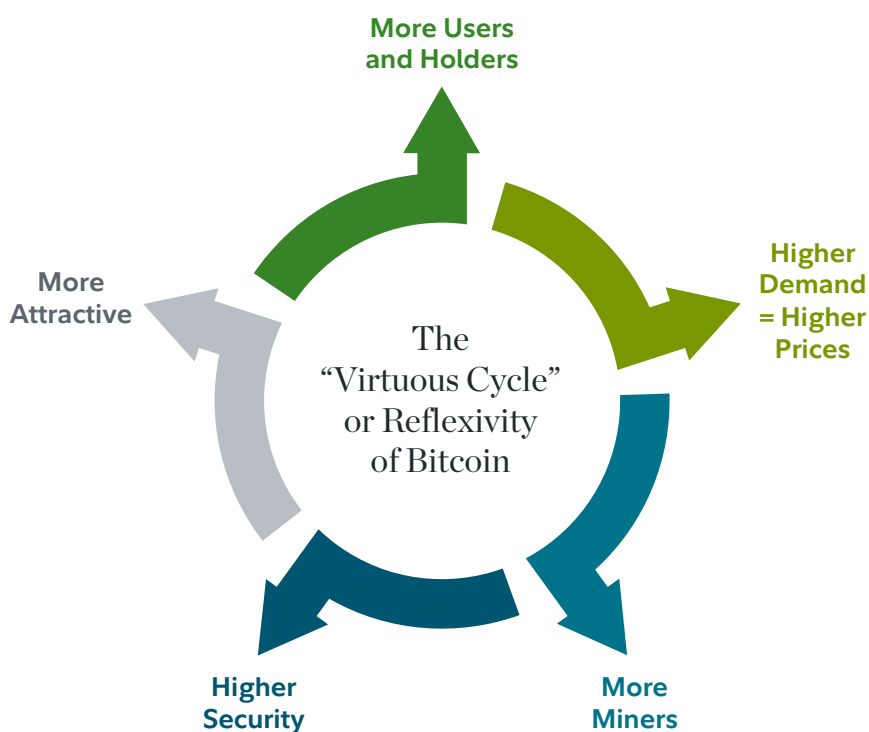 More Users
and Holders
Higher
Demand
= Higher
Prices
More
Attractive
The
“Virtuous Cycle”
or Reflexivity
of Bitcoin
Higher
Security
More
Miners